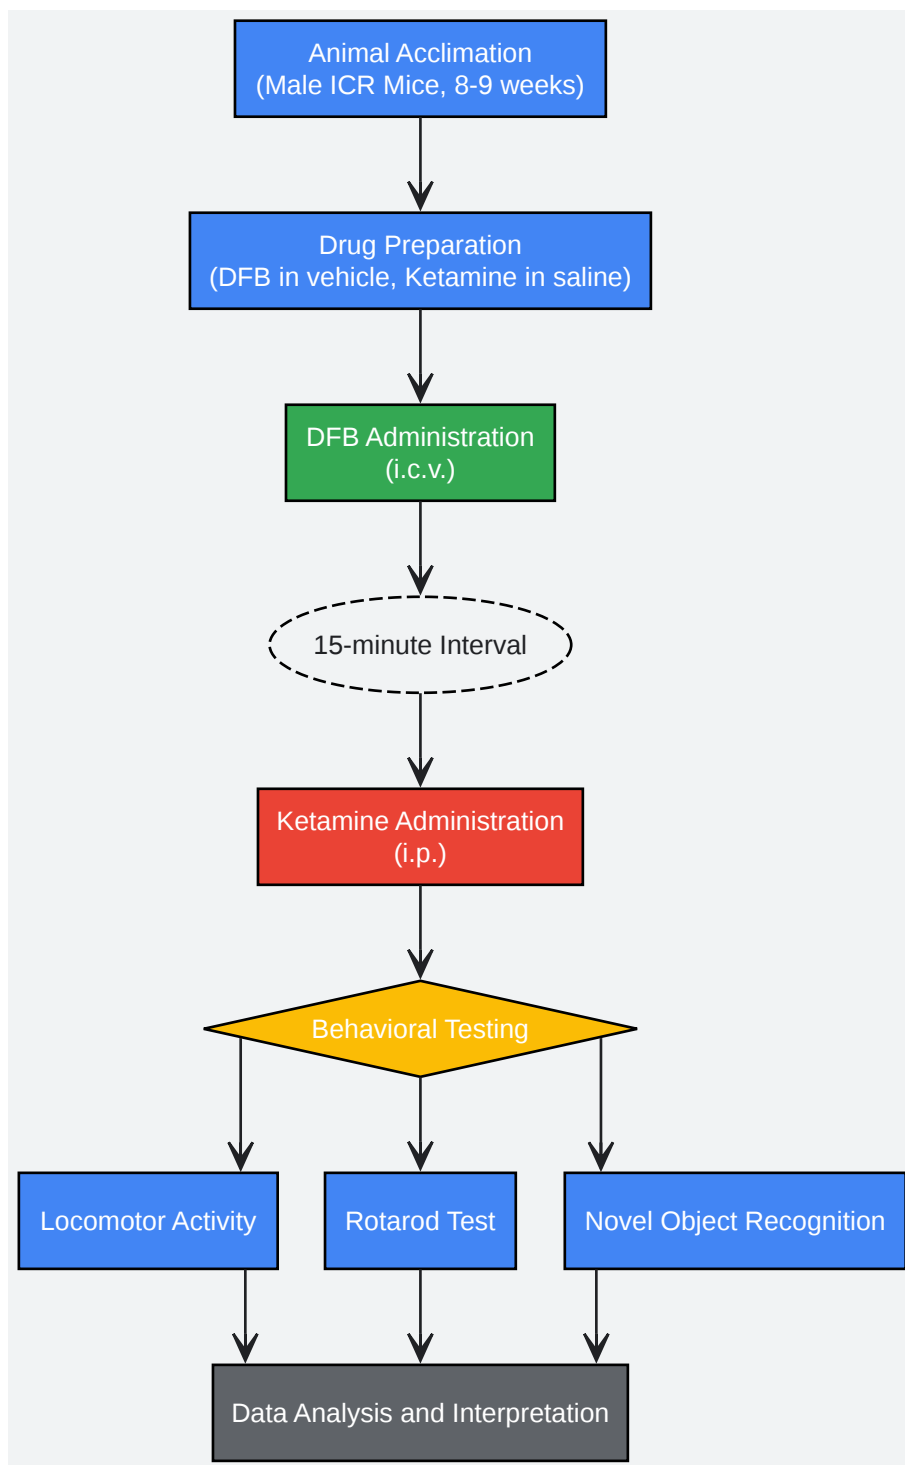 Animal Acclimation
(Male ICR Mice, 8-9 weeks)
Drug Preparation
(DFB in vehicle, Ketamine in saline)
DFB Administration
(i.c.v.)
15-minute Interval
Ketamine Administration
(i.p.)
Behavioral Testing
Locomotor Activity
Rotarod Test
Novel Object Recognition
Data Analysis and Interpretation